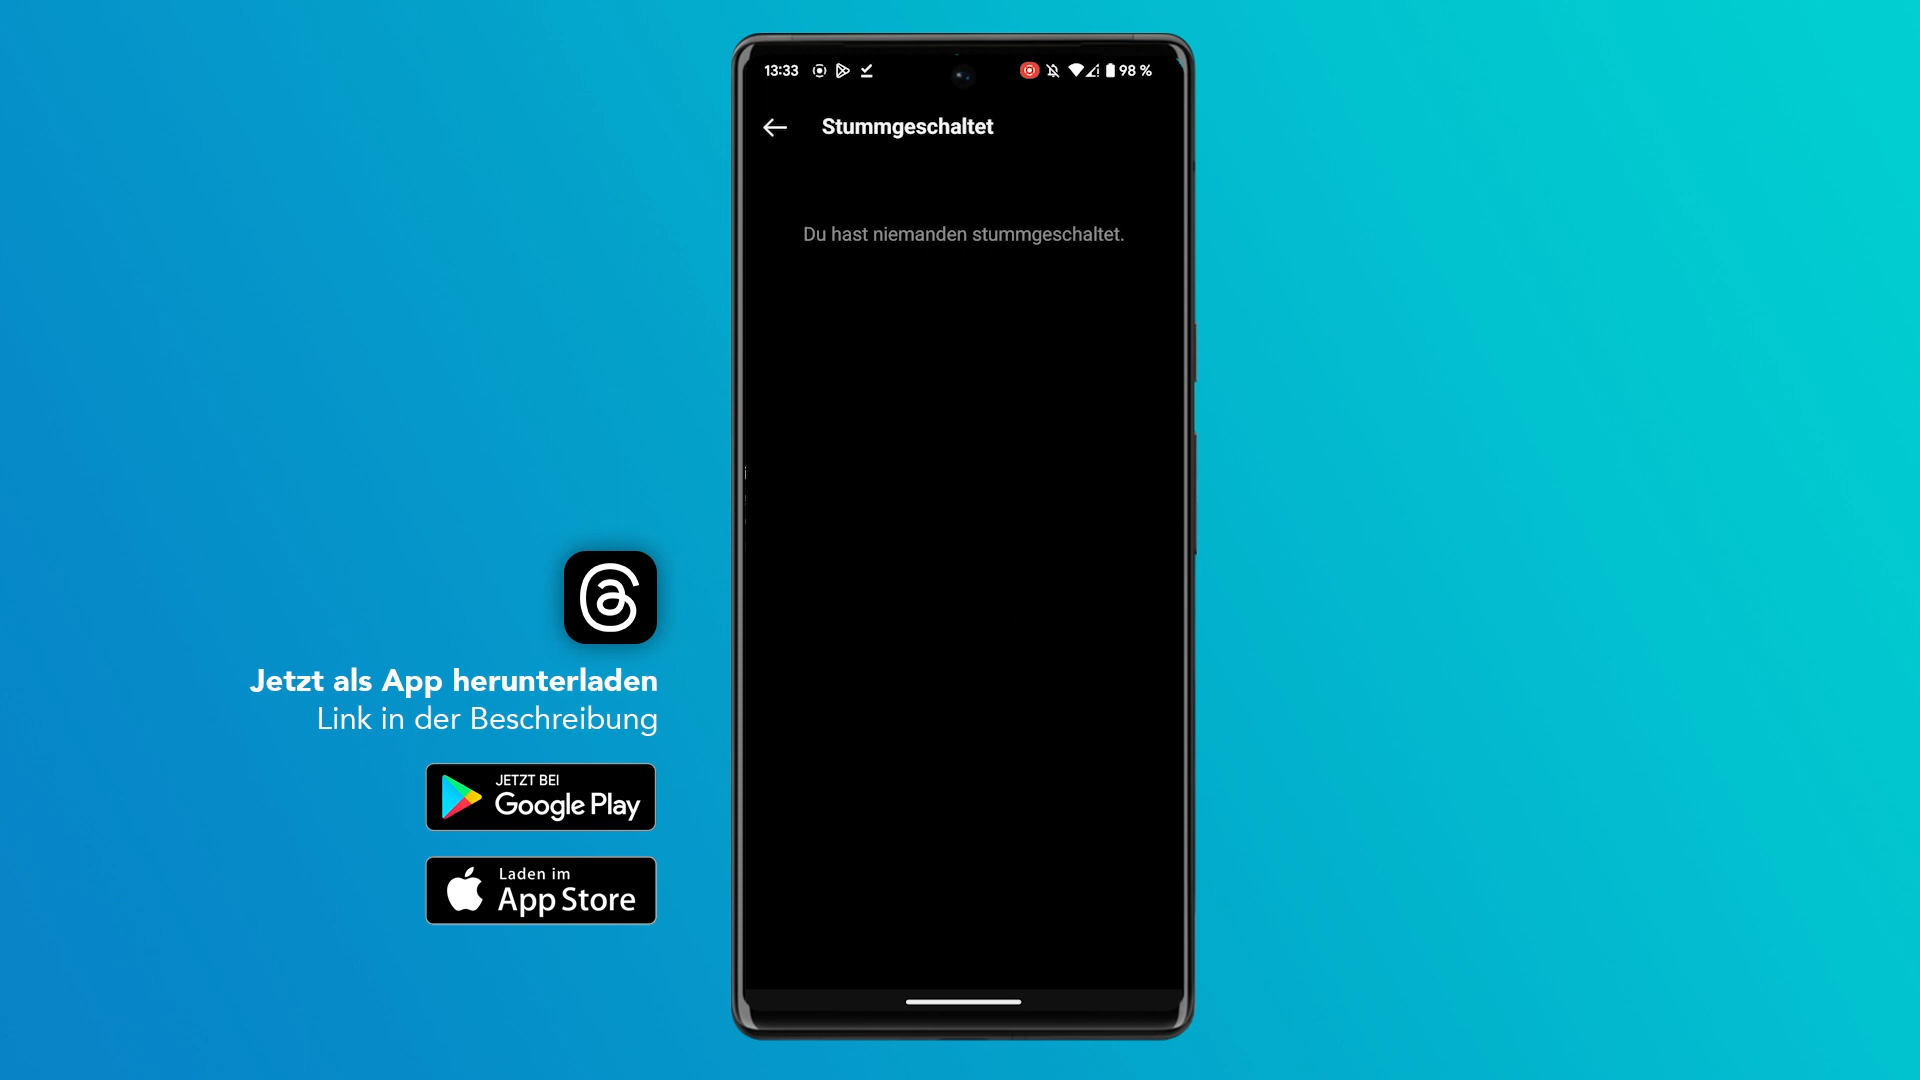 13:33
98 %
Stummgeschaltet
Du hast niemanden stummgeschaltet.
Jetzt als App herunterladen
Link in der Beschreibung
JETZT BEI
Google Play
Laden im
App Store